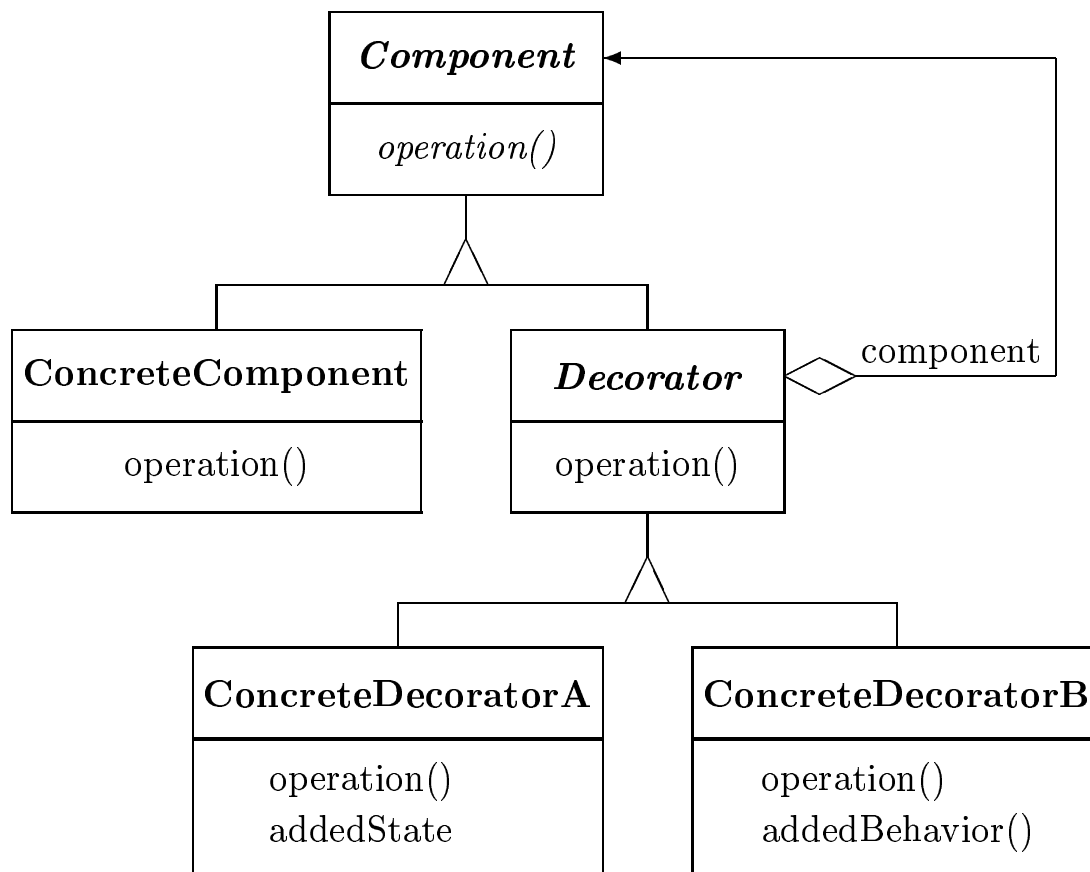 Component
operation()
component
ConcreteComponent
Decorator
operation()
operation()
ConcreteDecoratorA
ConcreteDecoratorB
operation()
addedState
operation()
addedBehavior()